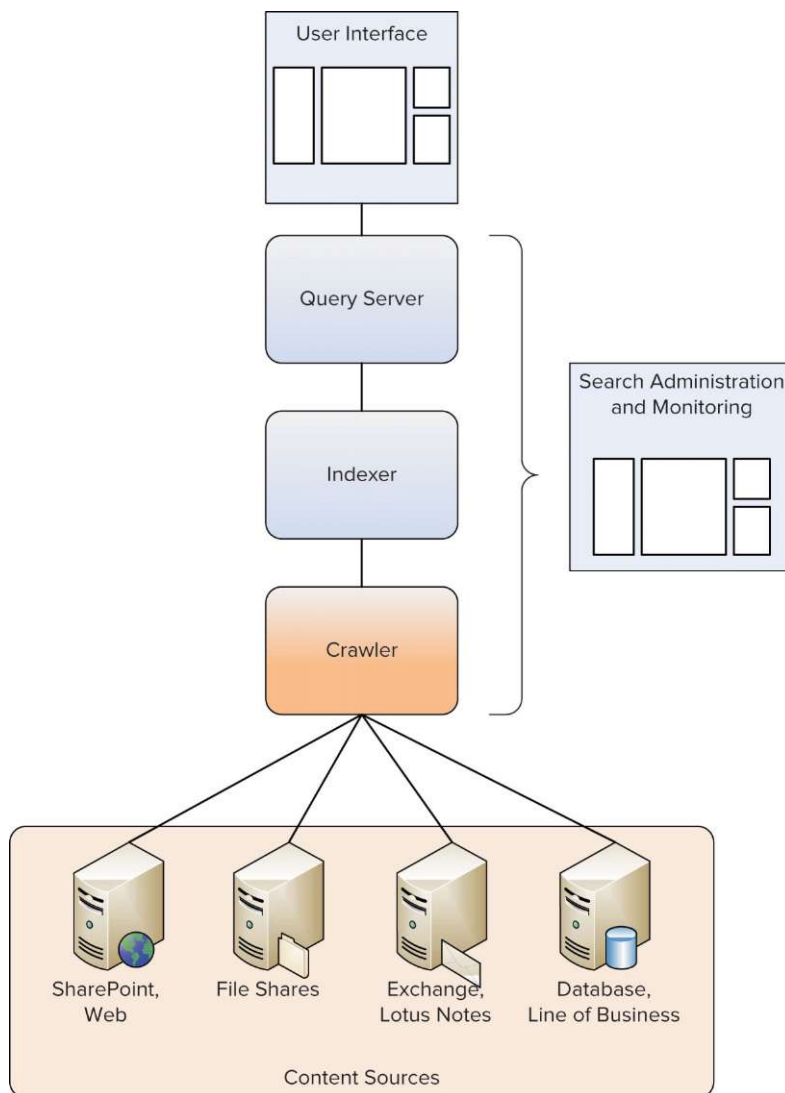 User Interface
Query Server
Search Administration
and Monitoring
Indexer
Crawler
SharePoint,
Web
File Shares
Exchange,
Lotus Notes
Database,
Line of Business
Content Sources